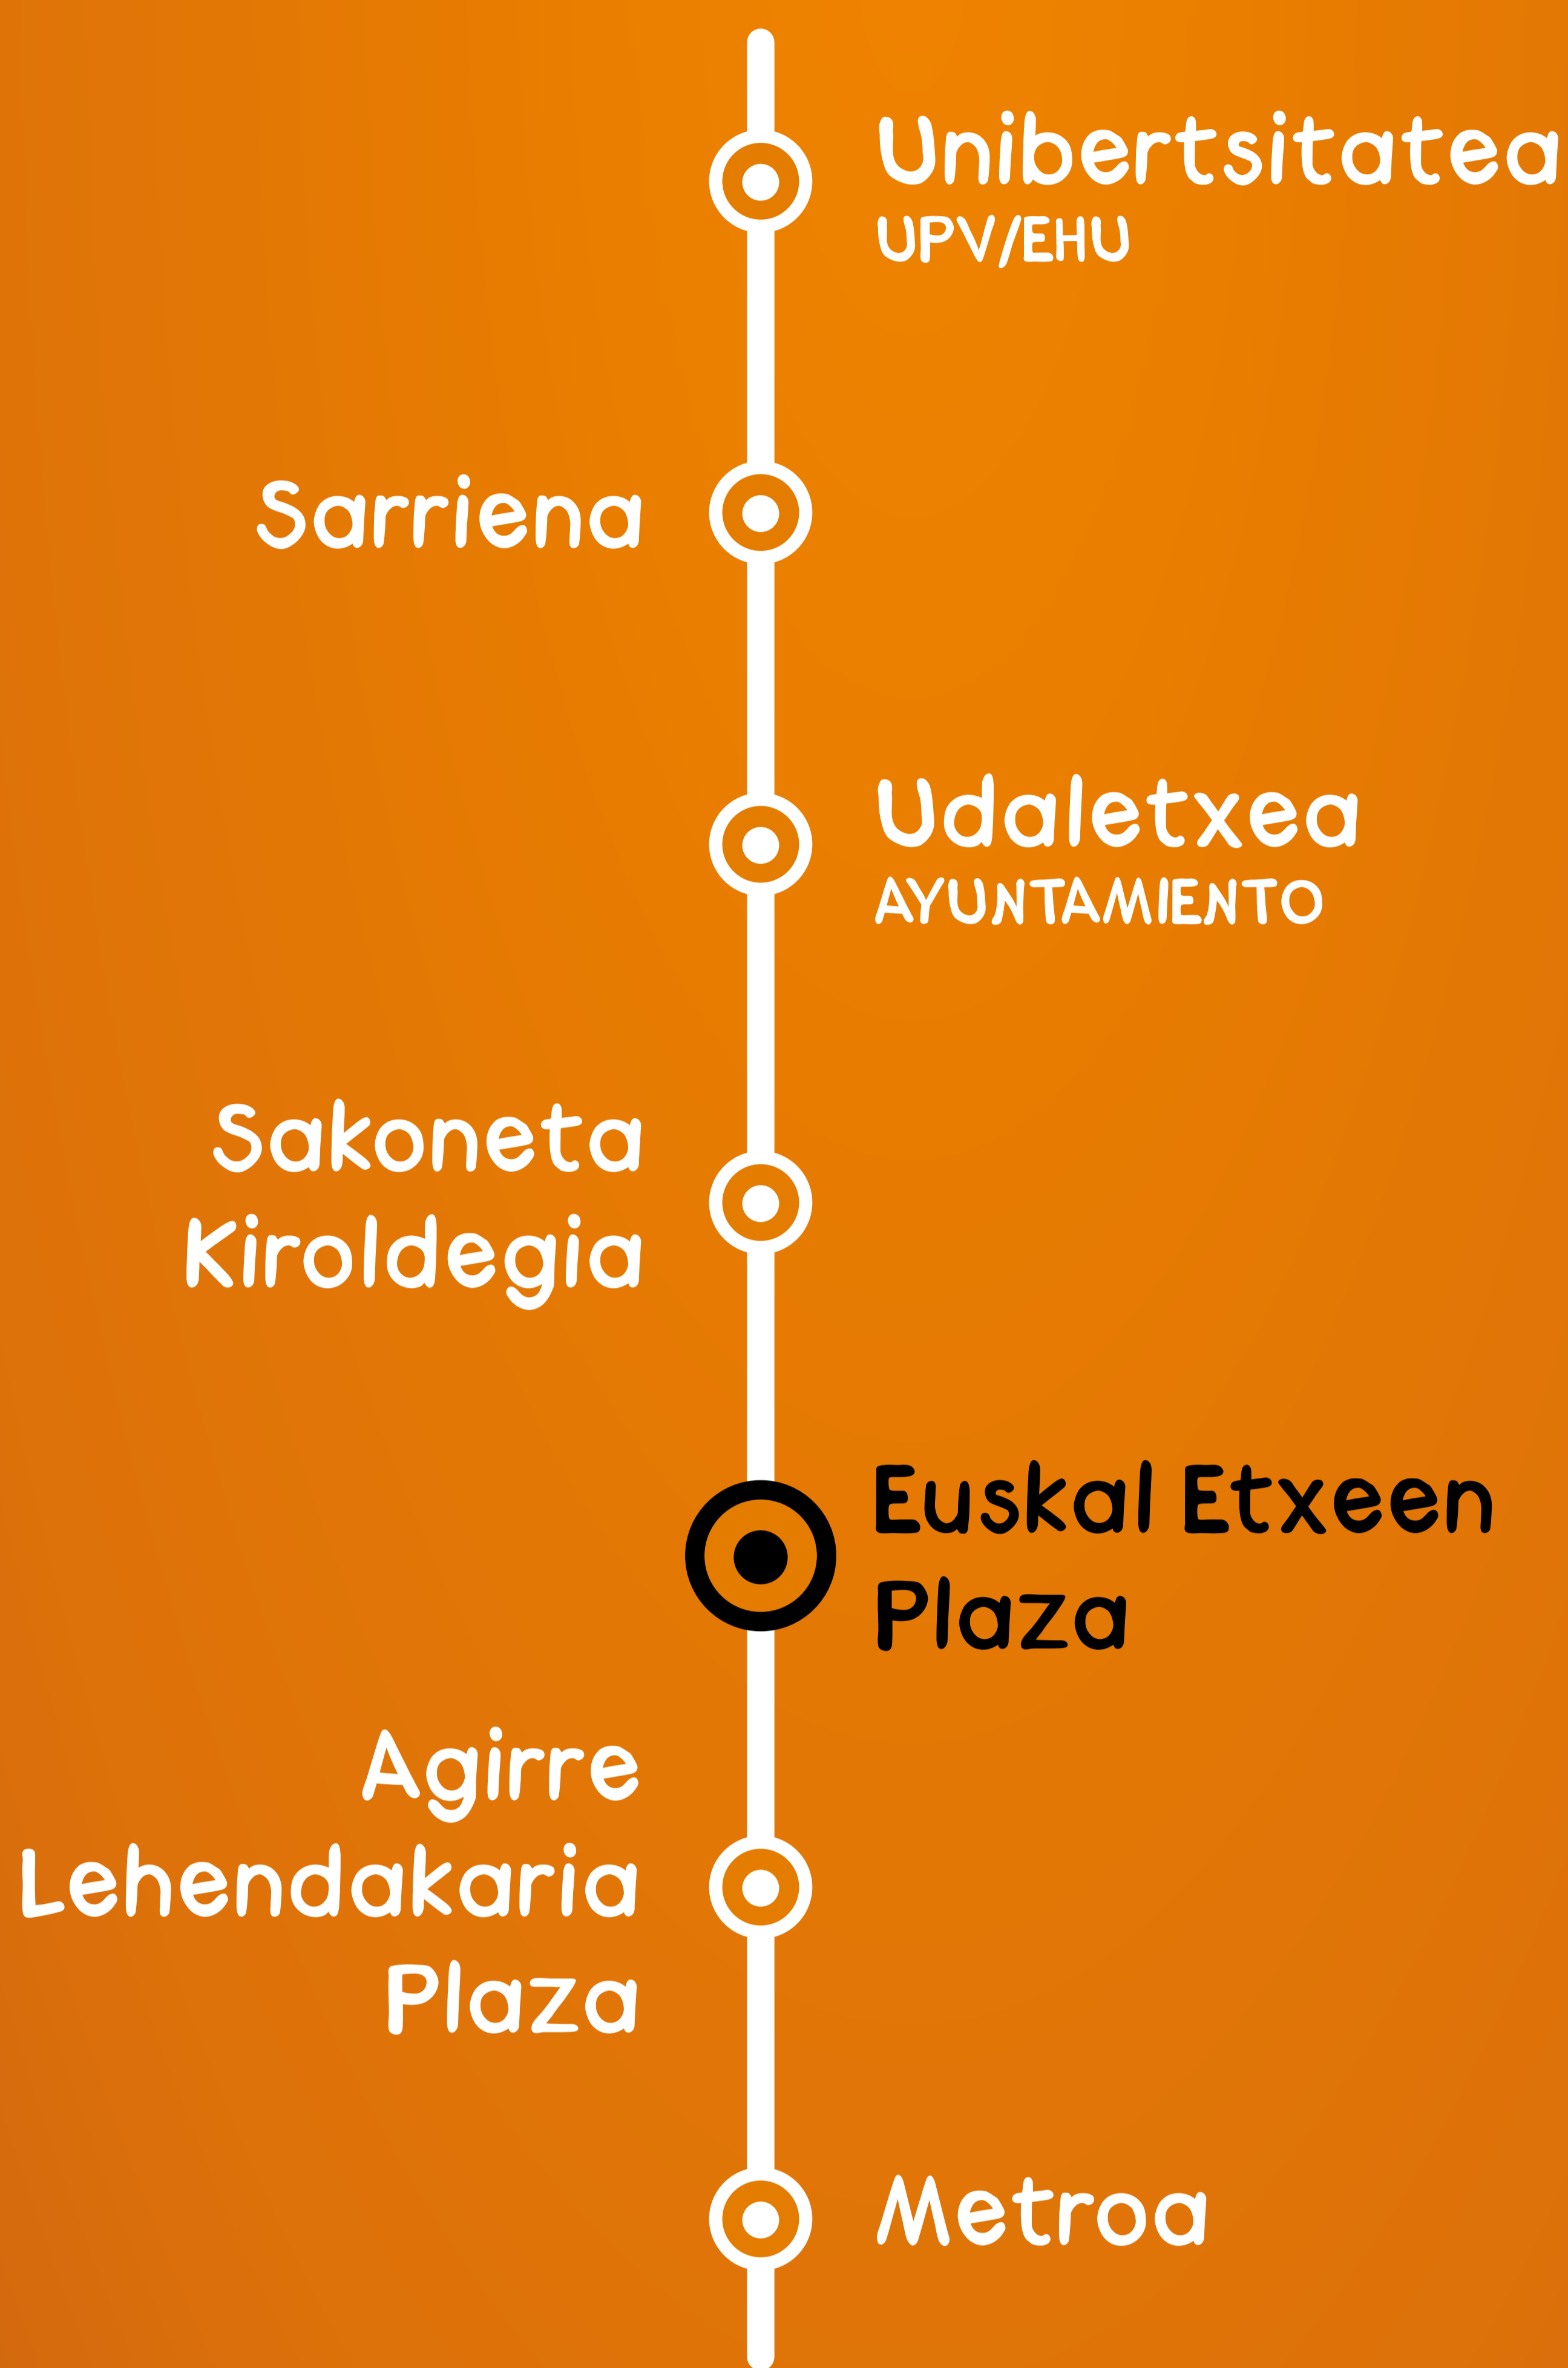 Unibertsitatea
UPV/EHU
Sarriena
Udaletxea
AYUNTAMIENTO
Sakoneta
Kiroldegia
Euskal Etxeen
Plaza
Agirre
Lehendakaria
Plaza
Metroa